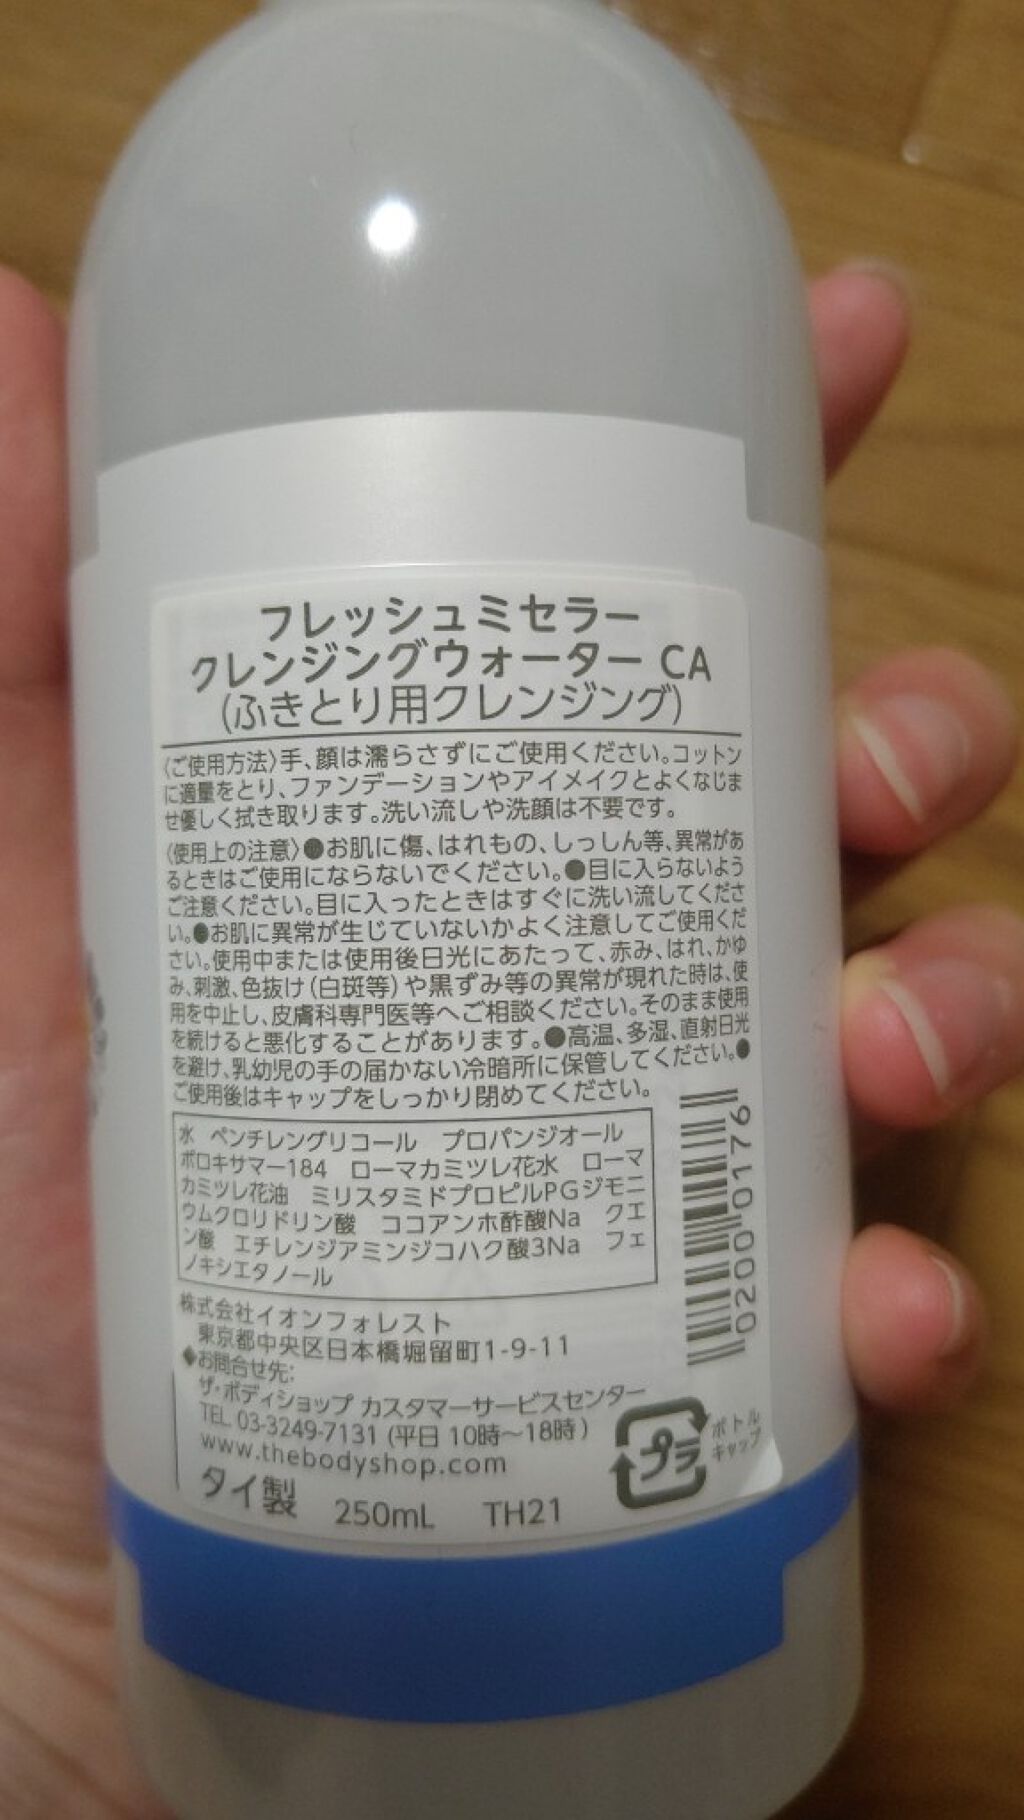 フレッシュミセラー
クレンジングウォーター CA
(ふきとり用クレンジング)
〈ご使用方法〉手、顔は濡らさずにご使用ください。コットン
に適量をとり、ファンデーションやアイメイクとよくなじま
せ優しく拭き取ります。洗い流しや洗顔は不要です。
〈使用上の注意〉●お肌に傷、はれもの、しっしん等、異常があ
るときはご使用にならないでください。●目に入らないよう
ご注意ください。目に入ったときはすぐに洗い流してくださ
い。●お肌に異常が生じていないかよく注意してご使用くだ
さい。使用中または使用後日光にあたって、赤み、はれ、かゆ
み、刺激、色抜け(白斑等)や黒ずみ等の異常が現れた時は、使
用を中止し、皮膚科専門医等へご相談ください。そのまま使用
を続けると悪化することがあります。●高温、多湿、直射日光
を避け、乳幼児の手の届かない冷暗所に保管してください。●
ご使用後はキャップをしっかり閉めてください。
水 ペンチレングリコール プロパンジオール
ポロキサマー184 ローマカミツレ花水 ローマ
カミツレ花油 ミリスタミドプロピルPGジモニ
ウムクロリドリン酸 ココアンホ酢酸Na クエ
ン酸 エチレンジアミンジコハク酸3Na フェ
ノキシエタノール
02000176
株式会社イオンフォレスト
東京都中央区日本橋堀留町1-9-11
◆お問合せ先:
ザ・ボディショップ カスタマーサービスセンター
TEL 03-3249-7131 (平日 10時〜18時)
www.thebodyshop.com
タイ製 250mL TH21
プラ
ボトル
キャップ